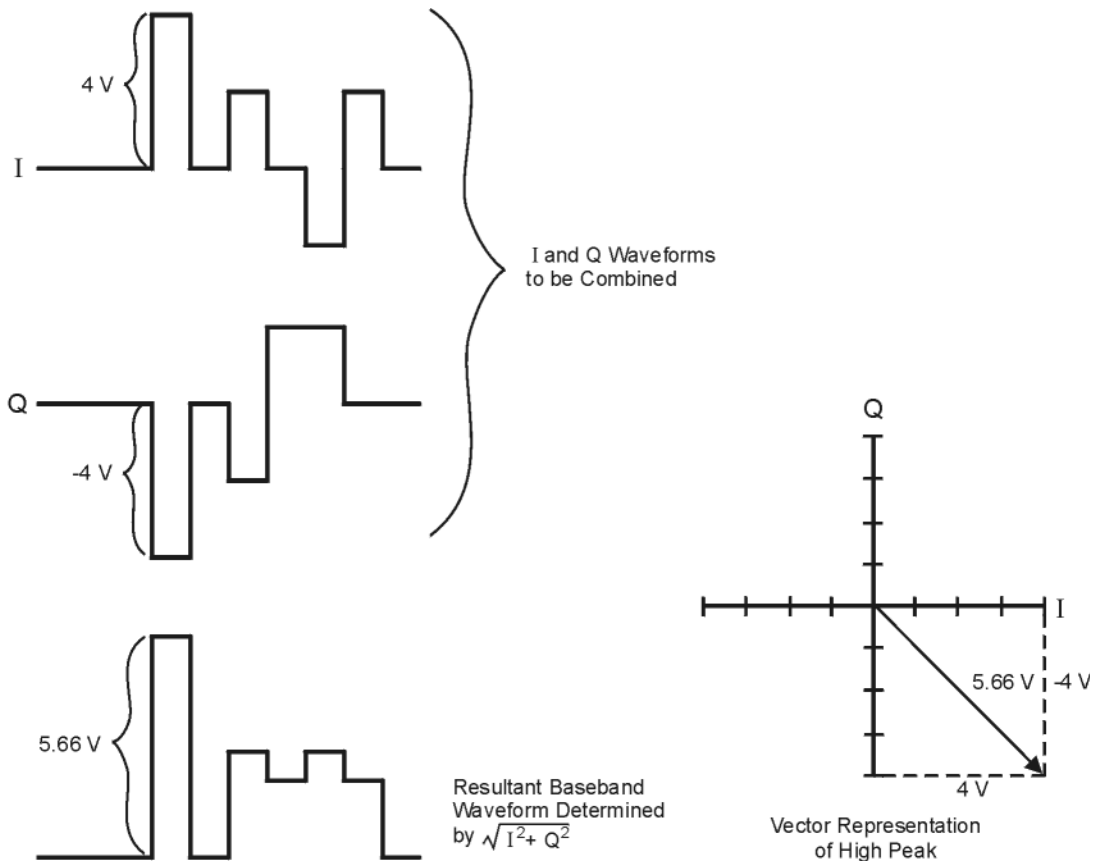 4 V
I
I and Q Waveforms
to be Combined
Q
-4 V
Q
I
5.66 V
-4 V
4 V
5.66 V
Resultant Baseband
Waveform Determined
by √I²+ Q²
Vector Representation
of High Peak